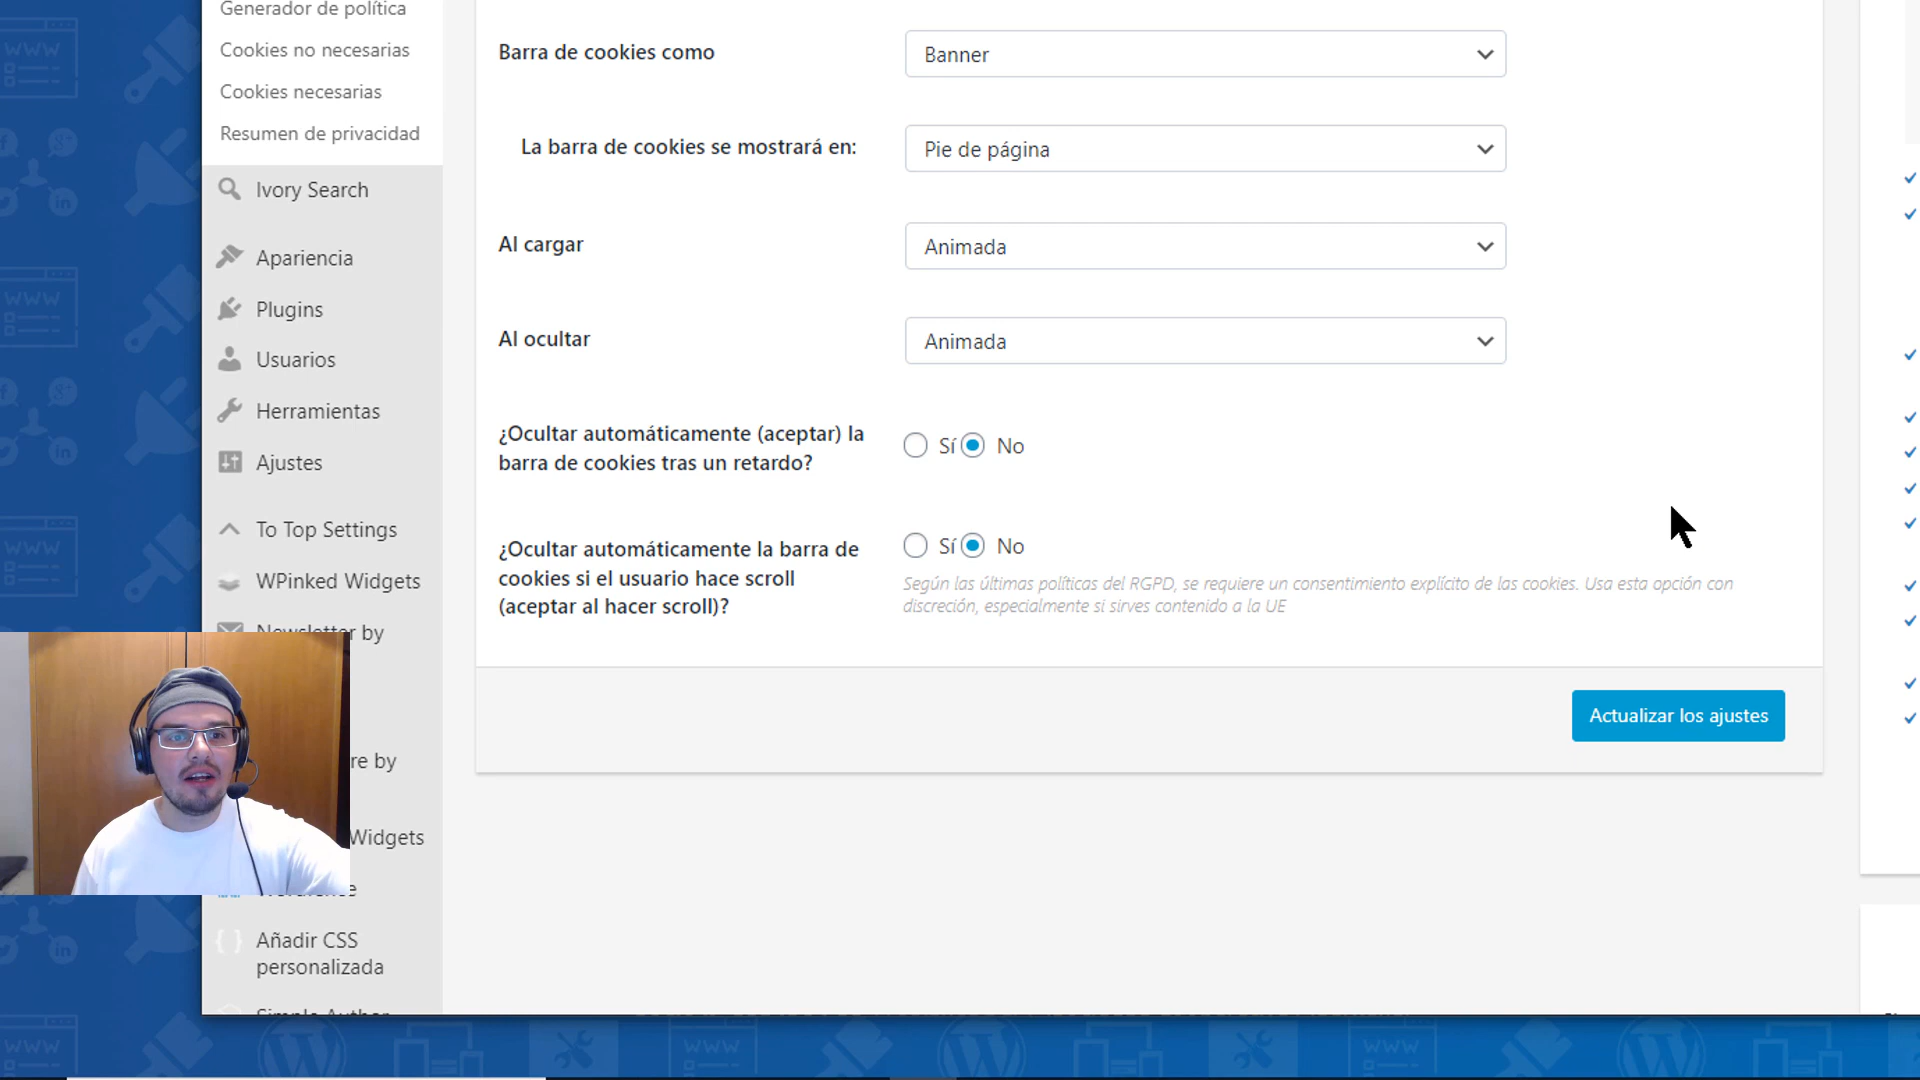 Generador de política
Cookies no necesarias
Cookies necesarias
Resumen de privacidad
Ivory Search
Apariencia
Plugins
Usuarios
Herramientas
Ajustes
To Top Settings
WPinked Widgets
Newsletter by
re by
Widgets
Añadir CSS
personalizada
Simple Author
Barra de cookies como
Banner
La barra de cookies se mostrará en:
Pie de página
Al cargar
Animada
Al ocultar
Animada
¿Ocultar automáticamente (aceptar) la
barra de cookies tras un retardo?
Sí No
¿Ocultar automáticamente la barra de
cookies si el usuario hace scroll
(aceptar al hacer scroll)?
Sí No
Según las últimas políticas del RGPD, se requiere un consentimiento explícito de las cookies. Usa esta opción con
discreción, especialmente si sirves contenido a la UE
Actualizar los ajustes